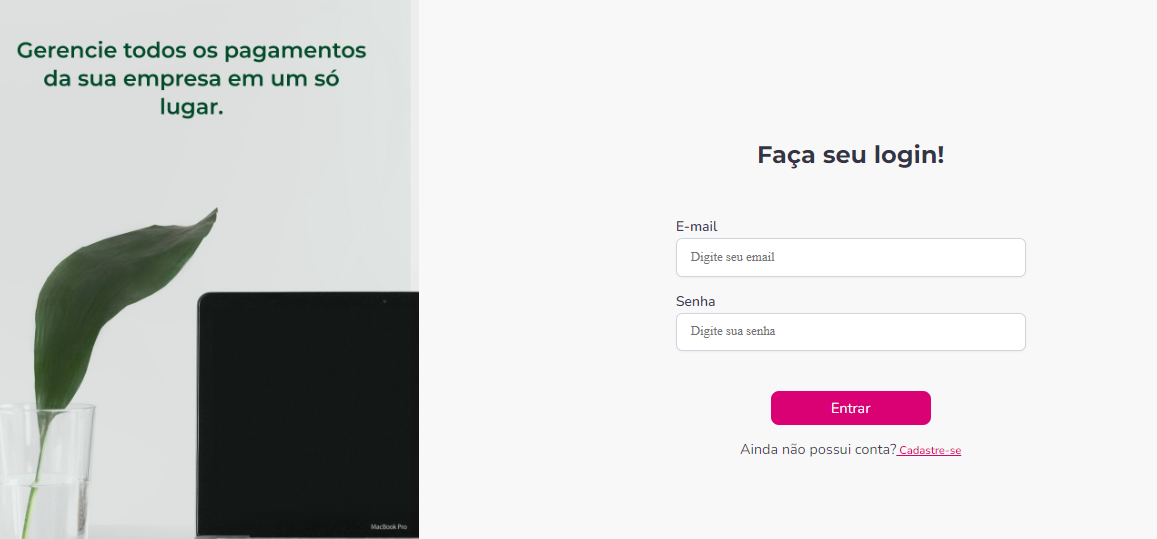 Gerencie todos os pagamentos
da sua empresa em um só
lugar.
Faça seu login!
E-mail
Digite seu email
Senha
Digite sua senha
Entrar
Ainda não possui conta? Cadastre-se
MacBook Pro